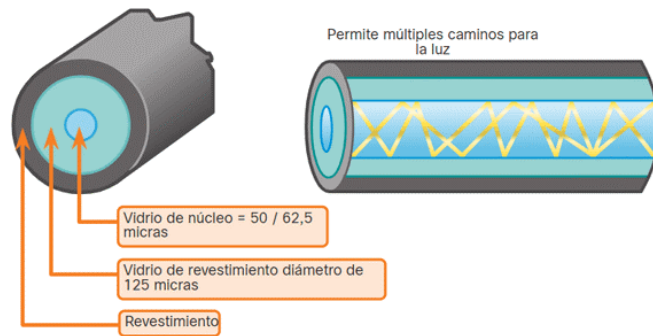 Permite múltiples caminos para
la luz
Vidrio de núcleo = 50 / 62,5
micras
Vidrio de revestimiento diámetro de
125 micras
Revestimiento